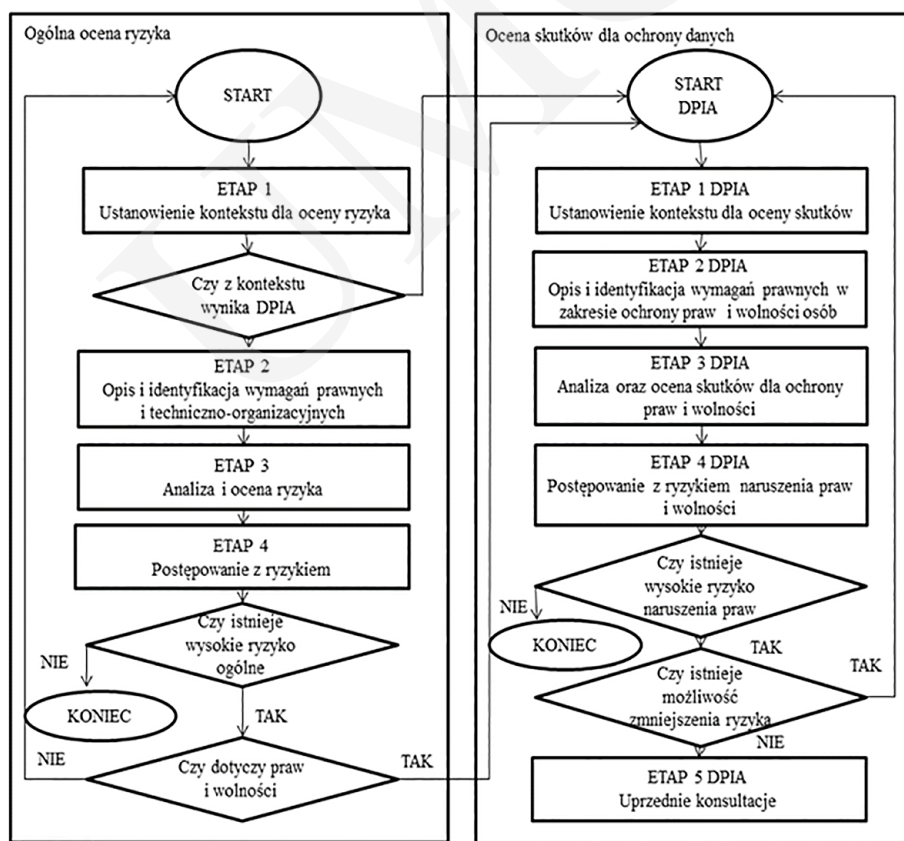 Ogólna ocena ryzyka
START
ETAP 1
Ustanowienie kontekstu dla oceny ryzyka
Czy z kontekstu
wynika DPIA
ETAP 2
Opis i identyfikacja wymagań prawnych
i techniczno-organizacyjnych
ETAP 3
Analiza i ocena ryzyka
ETAP 4
Postępowanie z ryzykiem
Czy istnieje
wysokie ryzyko
ogólne
NIE
KONIEC
TAK
NIE
Czy dotyczy praw
i wolności
TAK
Ocena skutków dla ochrony danych
START
DPIA
ETAP 1 DPIA
Ustanowienie kontekstu dla oceny skutków
ETAP 2 DPIA
Opis i identyfikacja wymagań prawnych w
zakresie ochrony praw i wolności osób
ETAP 3 DPIA
Analiza oraz ocena skutków dla ochrony
praw i wolności
ETAP 4 DPIA
Postępowanie z ryzykiem naruszenia praw
i wolności
Czy istnieje
wysokie ryzyko
naruszenia praw
NIE
KONIEC
TAK
Czy istnieje
możliwość
zmniejszenia ryzyka
TAK
NIE
ETAP 5 DPIA
Uprzednie konsultacje